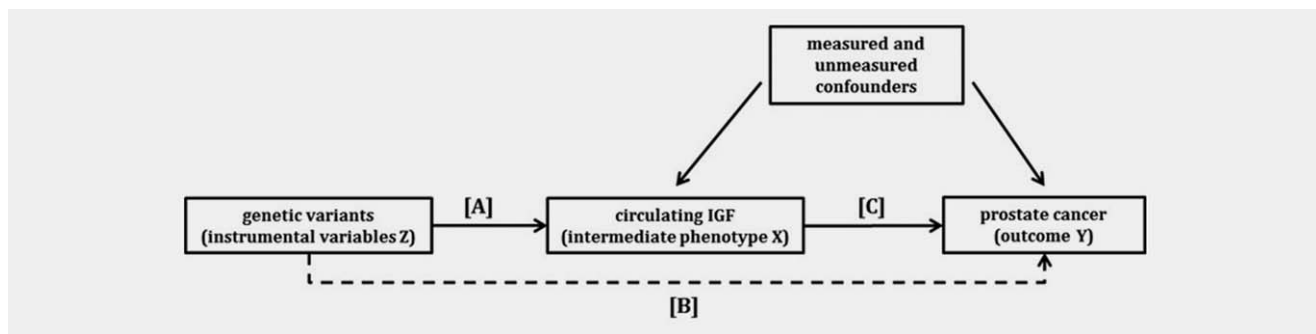 measured and
unmeasured
confounders
[A]
[C]
genetic variants
(instrumental variables Z)
circulating IGF
(intermediate phenotype X)
prostate cancer
(outcome Y)
[B]